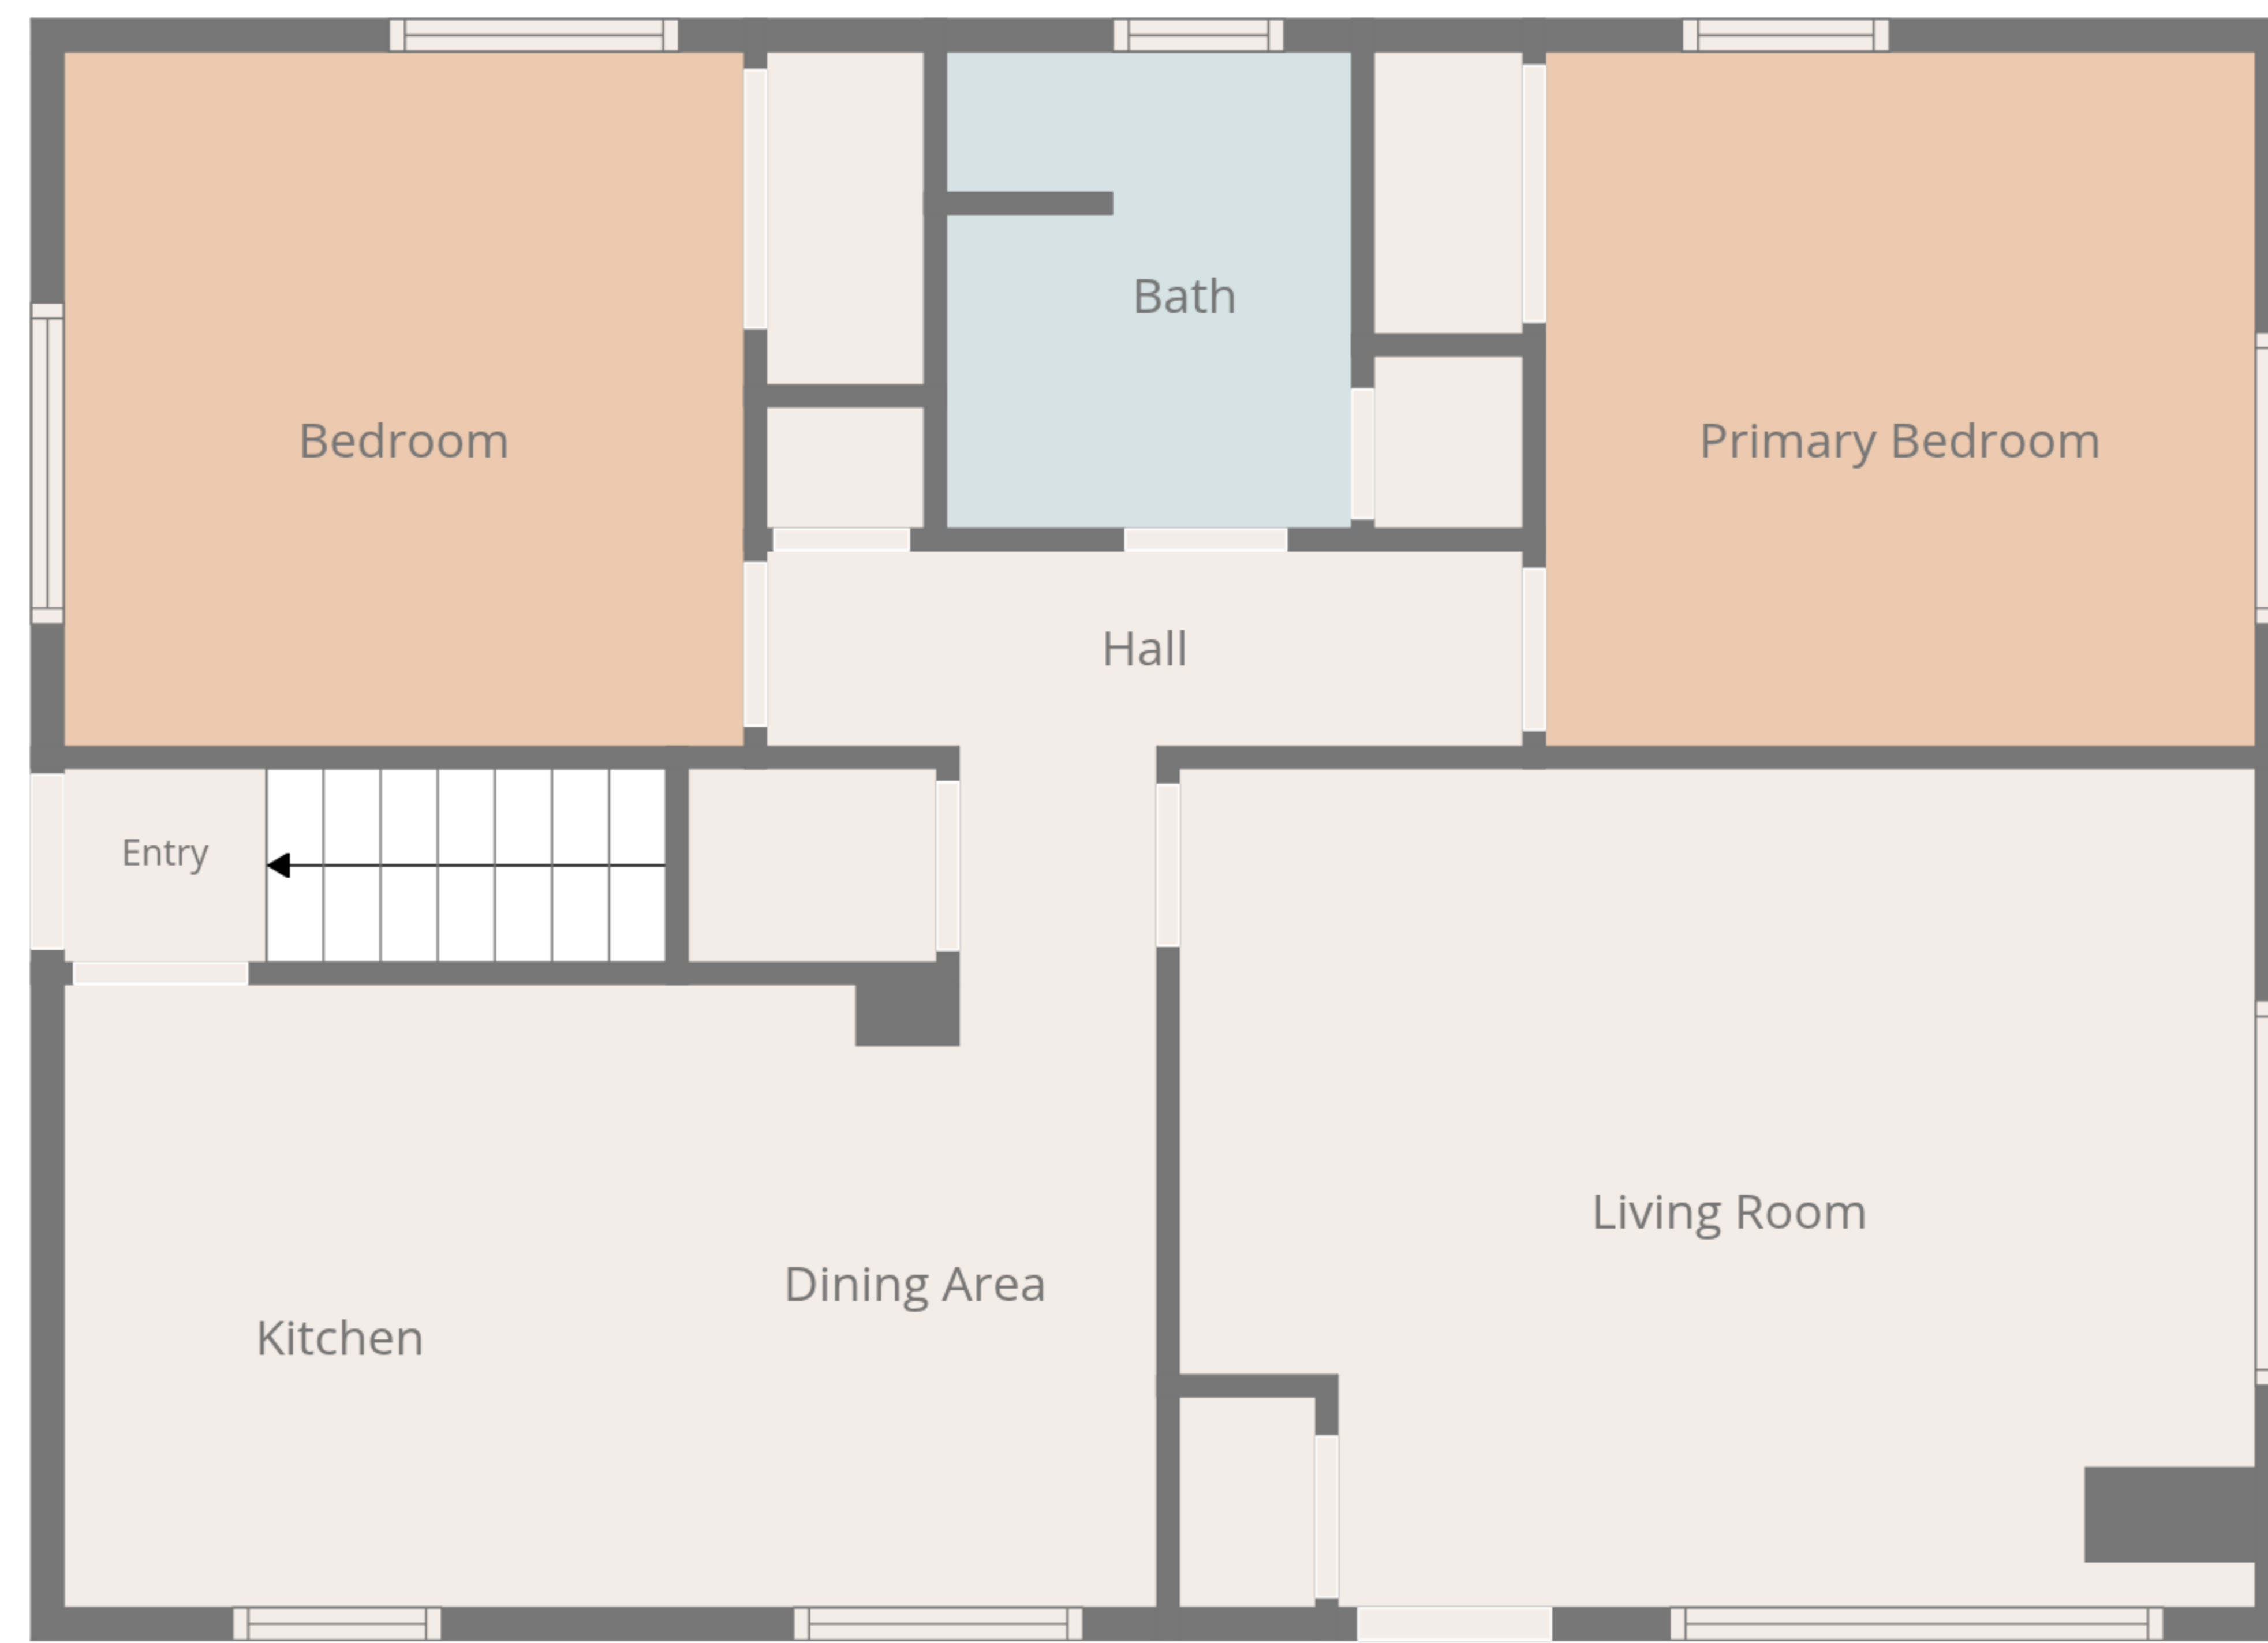 Bath
Bedroom
Primary Bedroom
Hall
Entry
Living Room
Dining Area
Kitchen